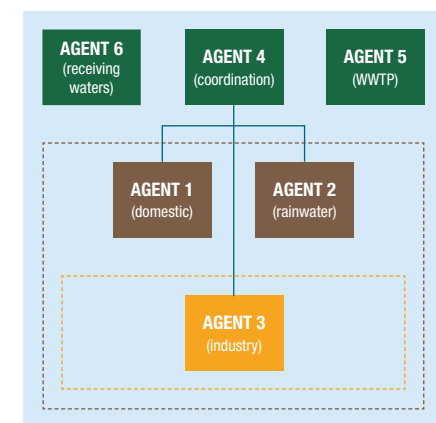 AGENT 6
(receiving
waters)
AGENT 4
(coordination)
AGENT 5
(WWTP)
AGENT 1
(domestic)
AGENT 2
(rainwater)
AGENT 3
(industry)